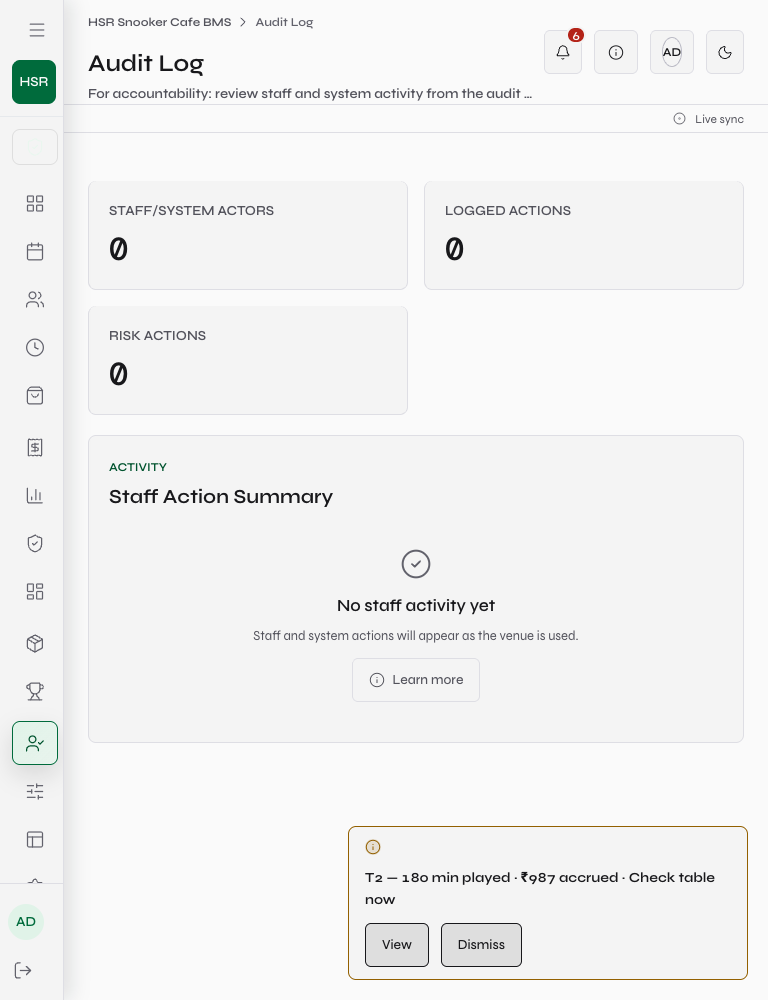 HSR Snooker Cafe BMS > Audit Log
6
AD
HSR
Audit Log
For accountability: review staff and system activity from the audit ...
Live sync
STAFF/SYSTEM ACTORS
0
LOGGED ACTIONS
0
RISK ACTIONS
0
ACTIVITY
Staff Action Summary
No staff activity yet
Staff and system actions will appear as the venue is used.
Learn more
T2 — 180 min played · ₹987 accrued · Check table
now
View
Dismiss
AD